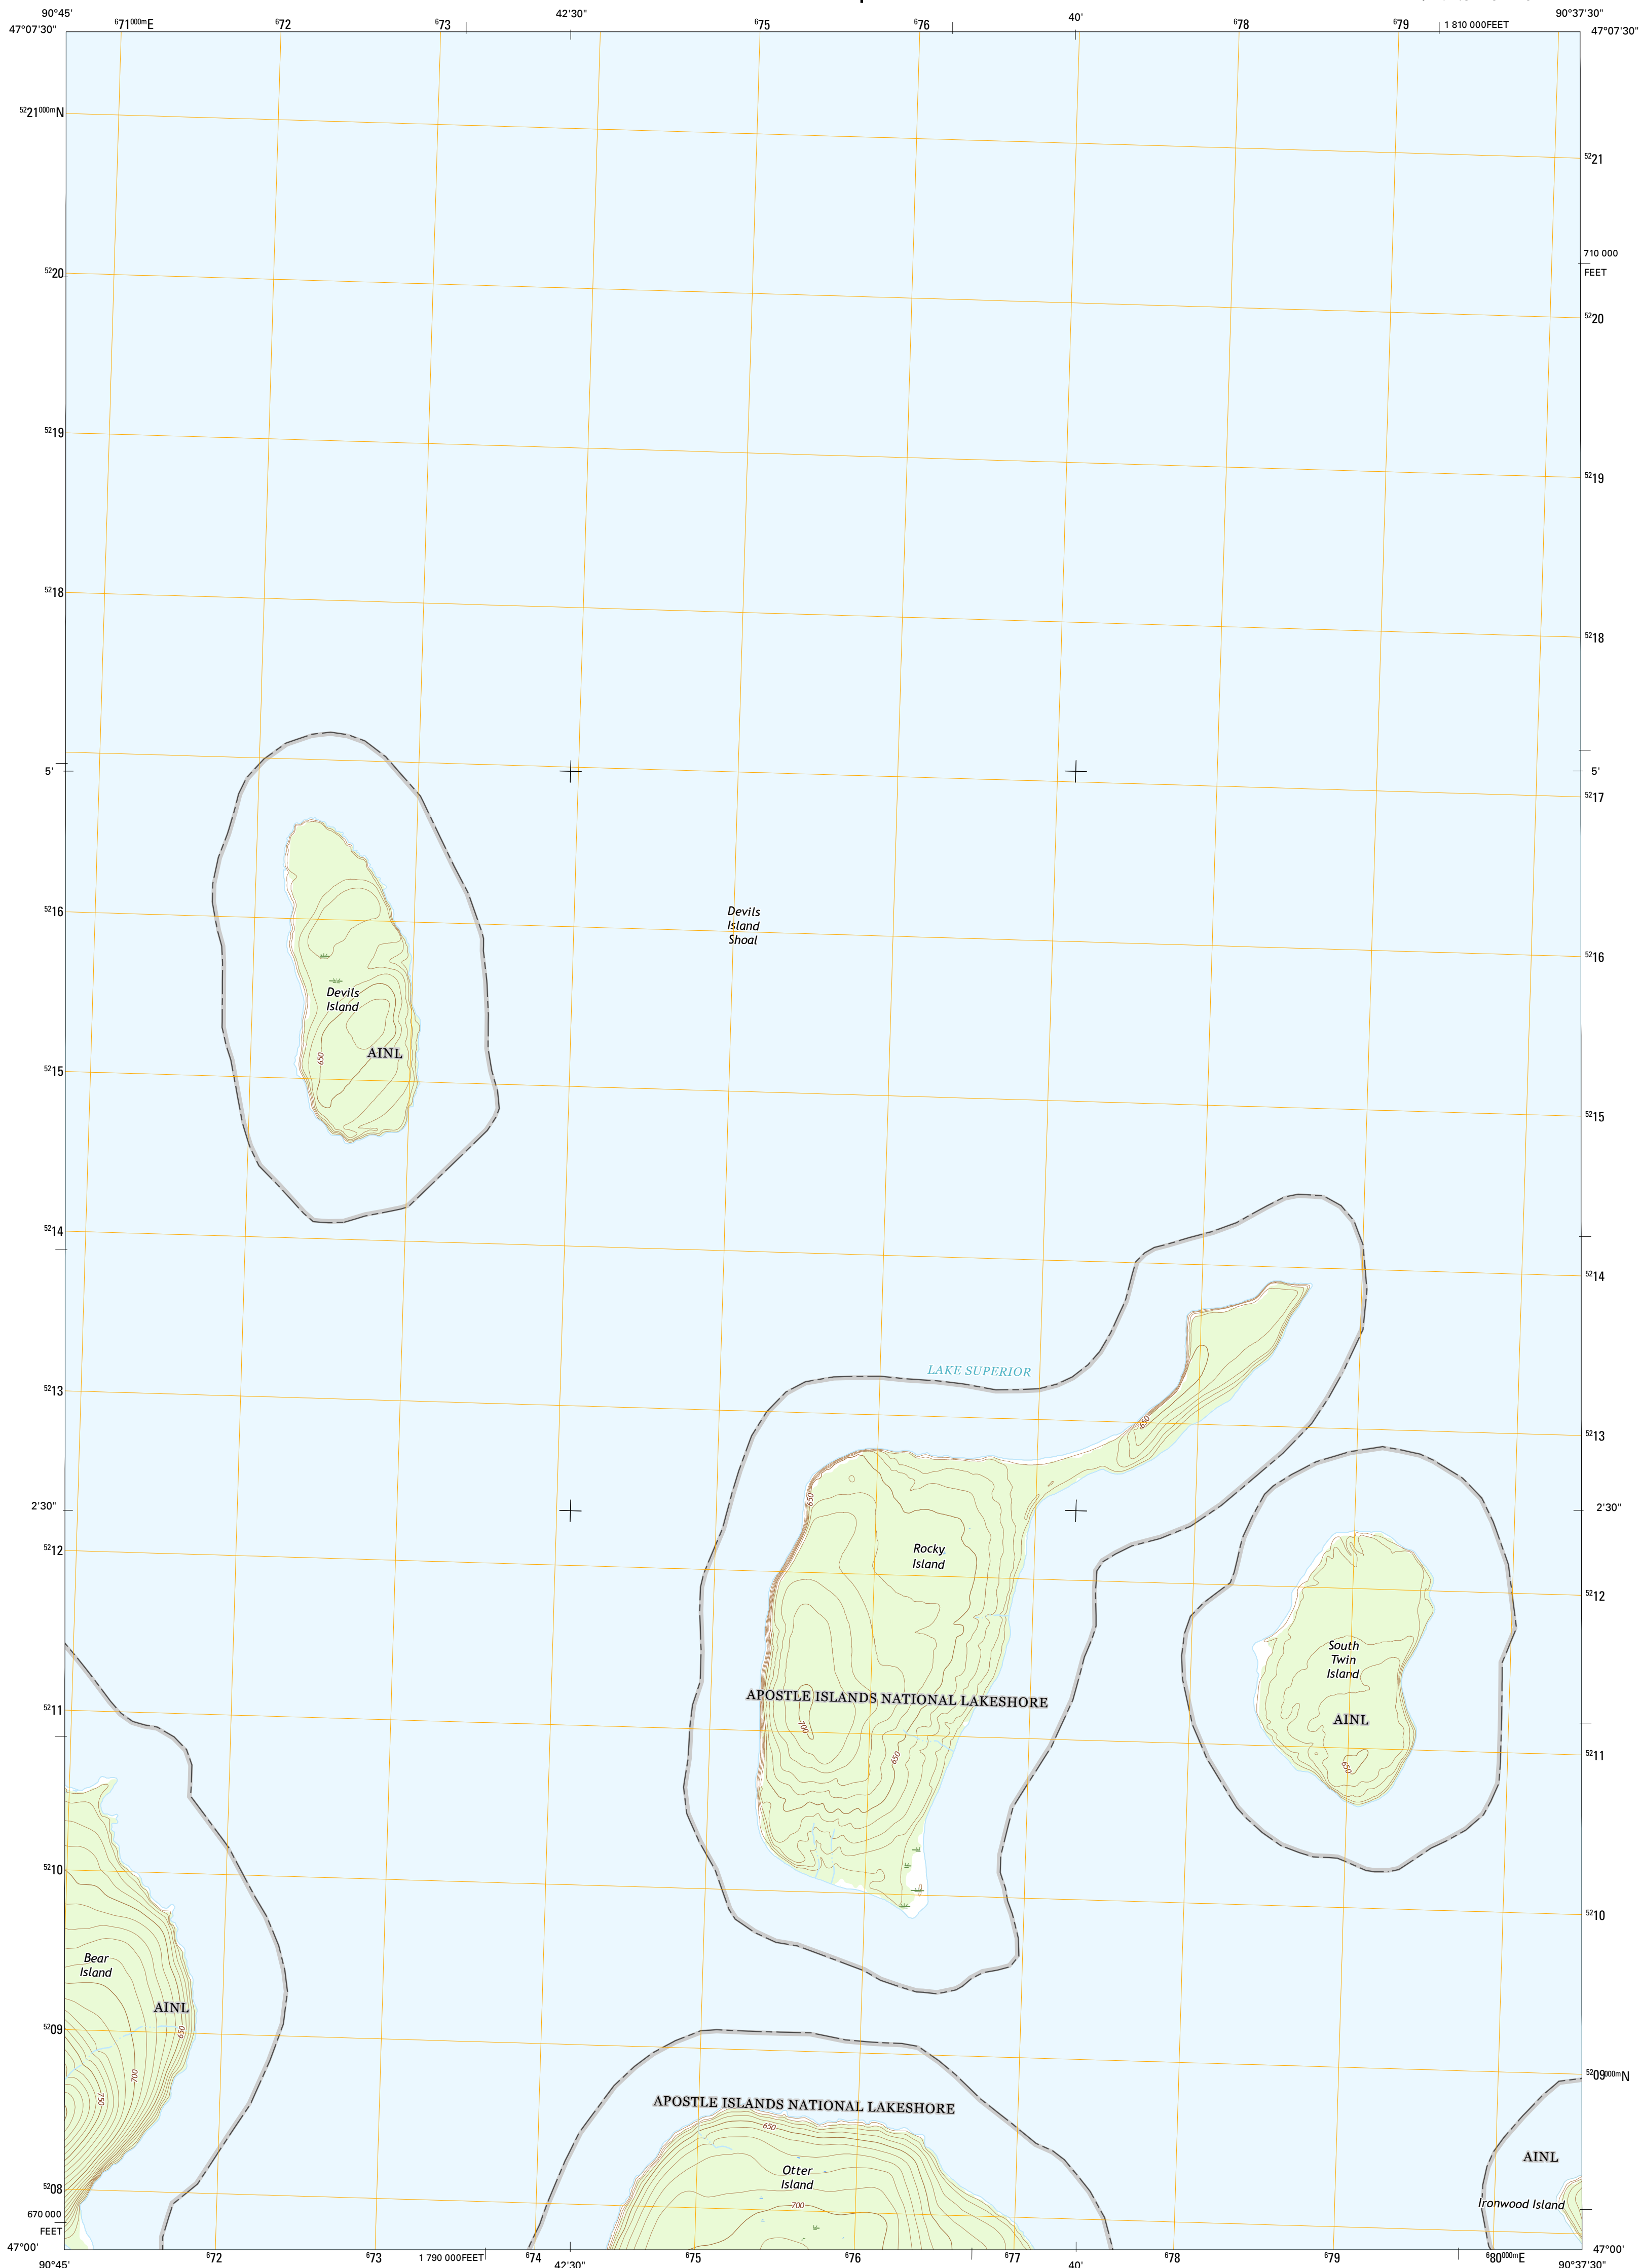 90°45' 42'30" 40' 90°37'30"
⁶71⁰⁰⁰ᵐE ⁶72 ⁶73 ⁶75 ⁶76 ⁶78 ⁶79 1 810 000FEET
47°07'30" 47°07'30"
⁵²21⁰⁰⁰ᵐN
⁵²21
710 000
FEET
⁵²20
⁵²20
⁵²19
⁵²19
⁵²18
⁵²18
5' 5'
⁵²17
Devils
Island
Shoal
⁵²16
⁵²16
Devils
Island
AINL
650
⁵²15
⁵²15
⁵²14
⁵²14
LAKE SUPERIOR
⁵²13
650
⁵²13
650
2'30" 2'30"
⁵²12
Rocky
Island
⁵²12
South
Twin
Island
APOSTLE ISLANDS NATIONAL LAKESHORE
⁵²11
AINL
700
650
650
⁵²11
⁵²10
⁵²10
Bear
Island
AINL
⁵²09
650
700
750
⁵²09⁰⁰⁰ᵐN
APOSTLE ISLANDS NATIONAL LAKESHORE
650
AINL
Otter
Island
⁵²08
700
Ironwood Island
670 000
FEET
47°00' 47°00'
⁶72 ⁶73 1 790 000FEET ⁶74 ⁶75 ⁶76 ⁶77 ⁶78 ⁶79 ⁶80⁰⁰⁰ᵐE
90°45' 42'30" 40' 90°37'30"